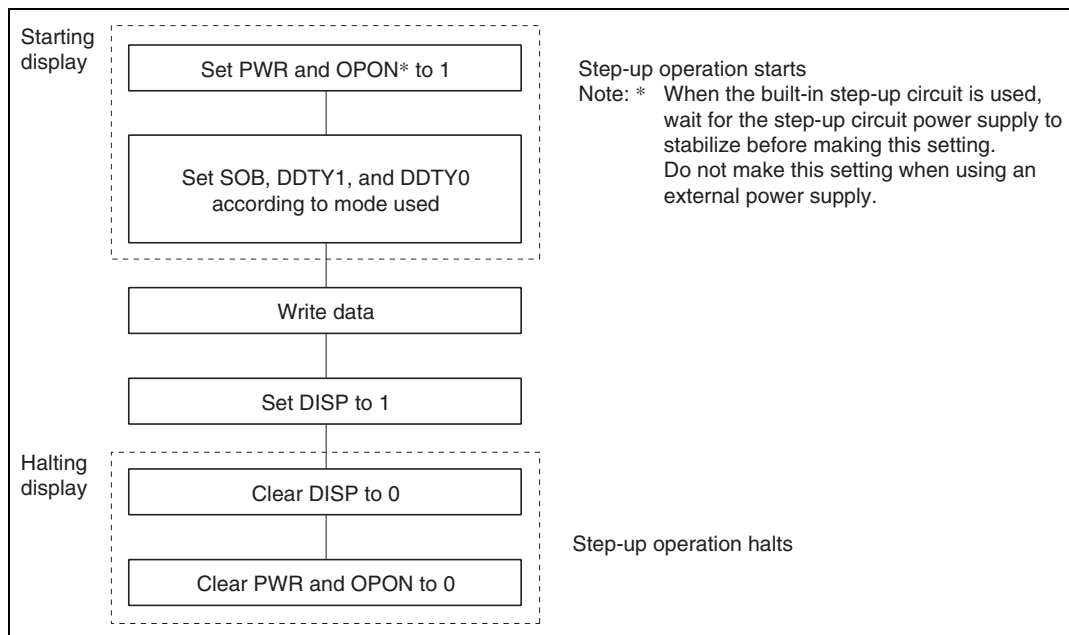 Starting
display
Set PWR and OPON* to 1
Step-up operation starts
Note: * When the built-in step-up circuit is used,
wait for the step-up circuit power supply to
stabilize before making this setting.
Do not make this setting when using an
external power supply.
Set SOB, DDTY1, and DDTY0
according to mode used
Write data
Set DISP to 1
Halting
display
Clear DISP to 0
Step-up operation halts
Clear PWR and OPON to 0